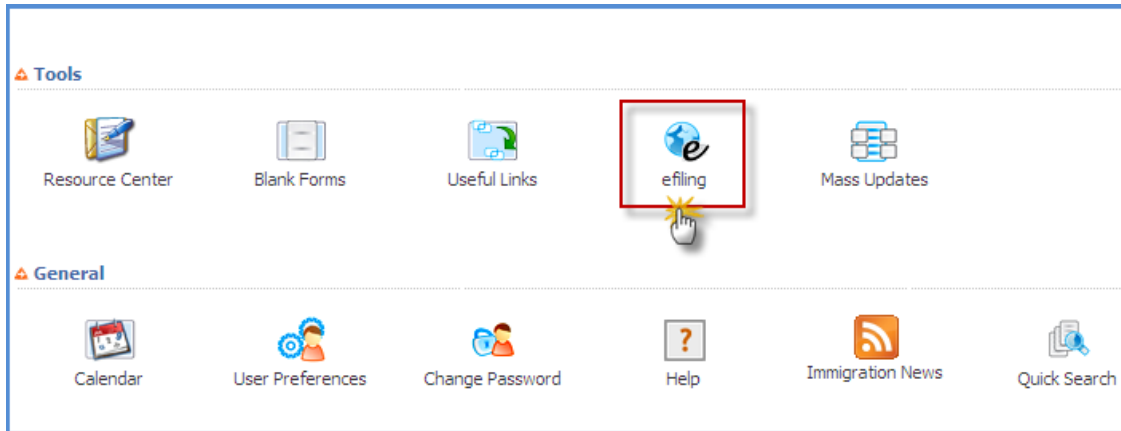 Tools
Resource Center
Blank Forms
Useful Links
efiling
Mass Updates
General
Calendar
User Preferences
Change Password
Help
Immigration News
Quick Search